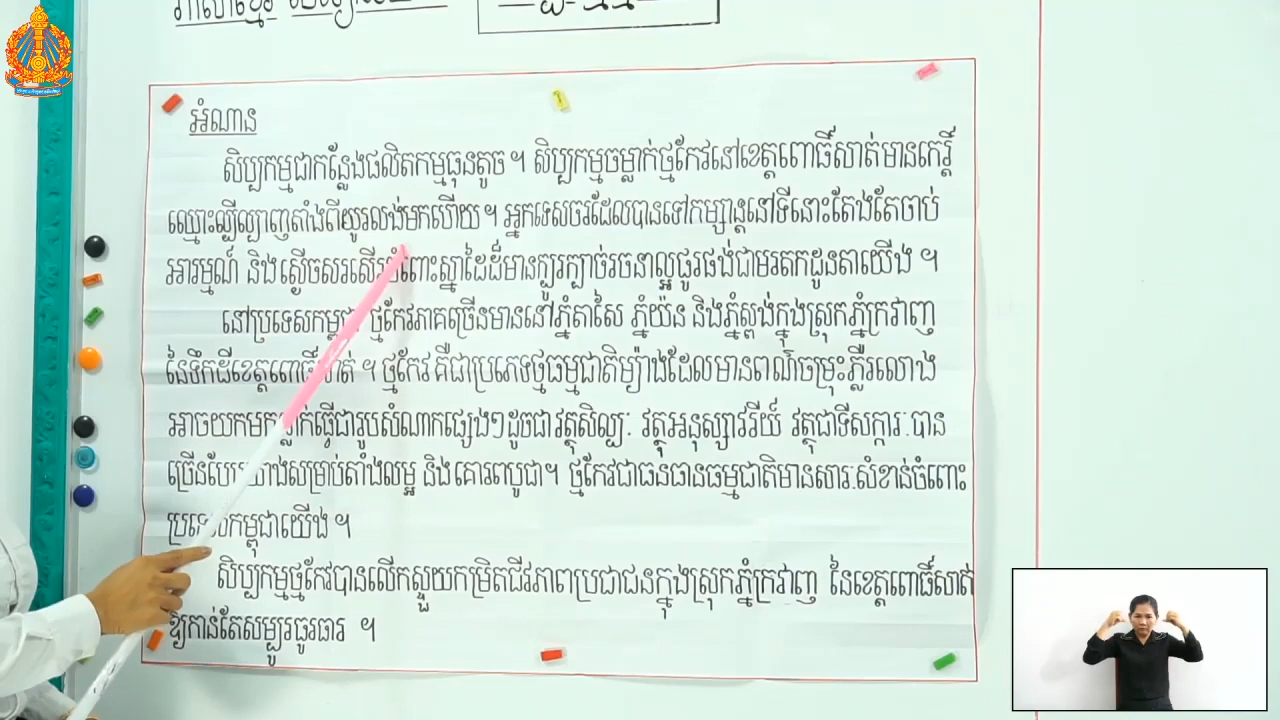 ភាសាខ្មែរ
អំណាន
សិប្បកម្មជាកន្លែងផលិតកម្មធុនតូច ។ សិប្បកម្មចម្លាក់ថ្មកែវនៅខេត្តពោធិ៍សាត់មានកេរ្តិ៍
ឈ្មោះល្បីល្បាញតាំងពីយូរលង់មកហើយ ។ អ្នកទេសចរដែលបានទៅកម្សាន្តនៅទីនោះតែងតែចាប់
អារម្មណ៍ និងស្ងើចសរសើរចំពោះស្នាដៃដ៏មានក្បូរក្បាច់រចនាល្អផូរផង់ជាមរតកដូនតាយើង ។
នៅប្រទេសកម្ពុជា ថ្មកែវភាគច្រើនមាននៅភ្នំតាសៃ ភ្នំយ៉ន និងភ្នំស្ពង់ក្នុងស្រុកភ្នំក្រវាញ
នៃទឹកដីខេត្តពោធិ៍សាត់ ។ ថ្មកែវ គឺជាប្រភេទថ្មធម្មជាតិម្យ៉ាងដែលមានពណ៌ចម្រុះភ្លឺរលោង
អាចយកមកឆ្លាក់ធ្វើជារូបសំណាកផ្សេងៗដូចជាវត្ថុសិល្បៈ វត្ថុអនុស្សាវរីយ៍ វត្ថុជាទីសក្ការៈបាន
ច្រើនបែបយ៉ាងសម្រាប់តាំងលម្អ និងគោរពបូជា។ ថ្មកែវជាធនធានធម្មជាតិមានសារៈសំខាន់ចំពោះ
ប្រទេសកម្ពុជាយើង ។
សិប្បកម្មថ្មកែវបានលើកស្ទួយកម្រិតជីវភាពប្រជាជនក្នុងស្រុកភ្នំក្រវាញ នៃខេត្តពោធិ៍សាត់
ឱ្យកាន់តែសម្បូរធូរធារ ។